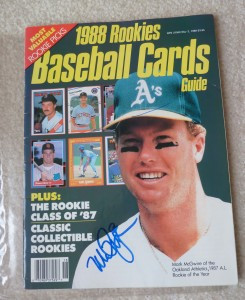 MOST
VALUABLE
ROOKIE PICKS
1988 Rookies
Baseball Cards
Guide
A's
PLUS:
THE ROOKIE
CLASS OF '87
CLASSIC
COLLECTIBLE
ROOKIES
Mark McGwire of the
Oakland Athletics, 1987 A.L.
Rookie of the Year